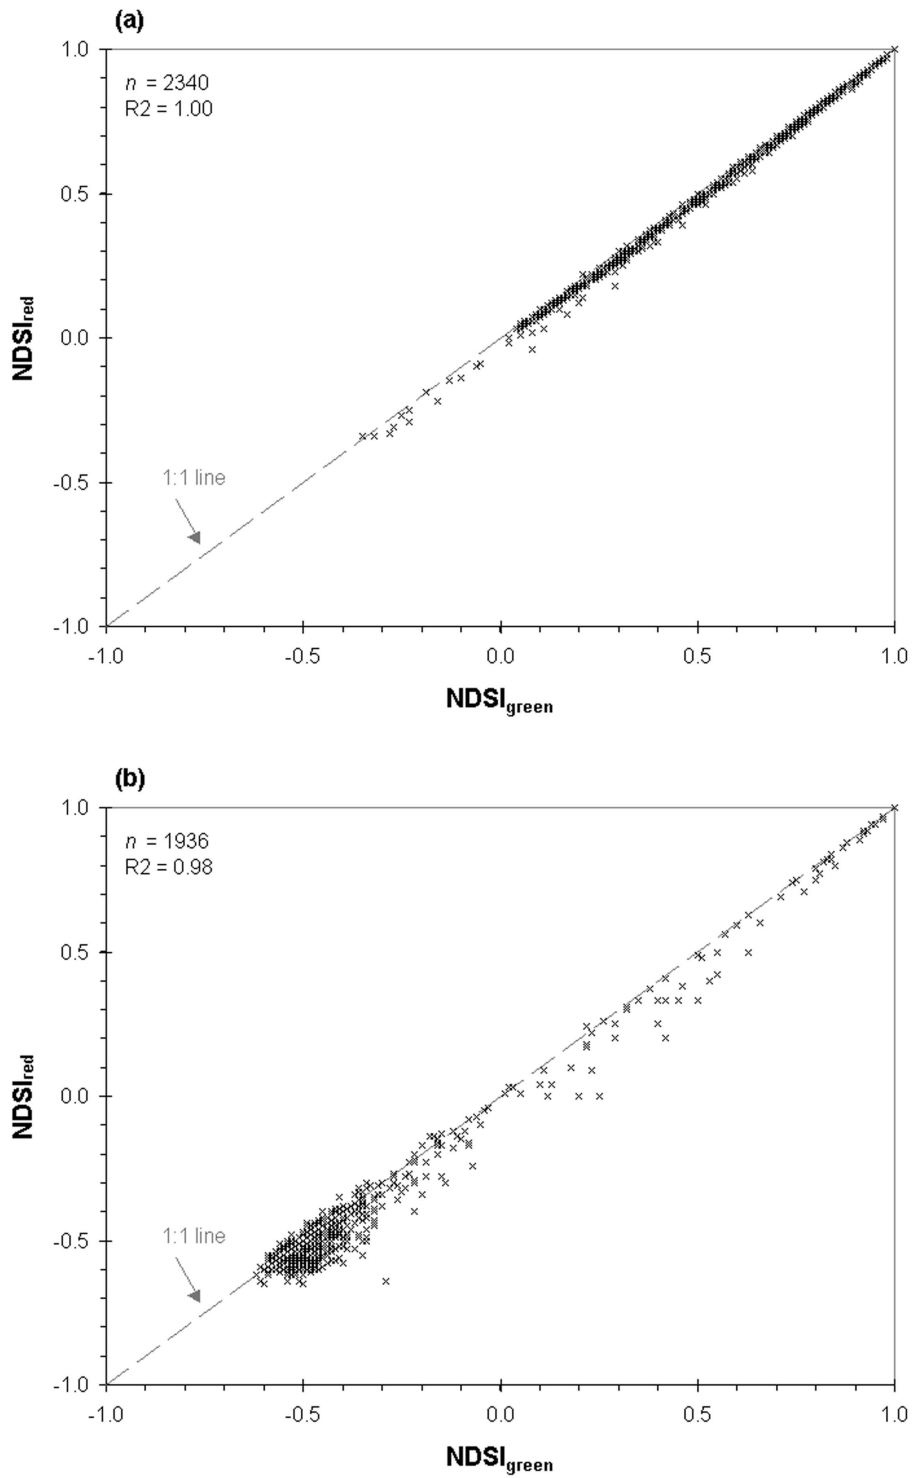 (a)
1.0
n = 2340
R2 = 1.00
0.5
0.0
NDSIred
-0.5
1:1 line
-1.0
-1.0 -0.5 0.0 0.5 1.0
NDSIgreen
(b)
1.0
n = 1936
R2 = 0.98
0.5
0.0
NDSIred
-0.5
1:1 line
-1.0
-1.0 -0.5 0.0 0.5 1.0
NDSIgreen